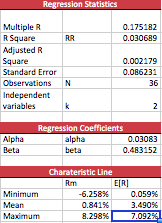 Regression Statistics
Multiple R 0.175182
R Square RR 0.030689
Adjusted R
Square 0.002179
Standard Error 0.086231
Observations N 36
Independent
variables k 2
Regression Coefficients
Alpha alpha 0.03083
Beta beta 0.483152
Charateristic Line
Rm E[R]
Minimum -6.258% 0.059%
Mean 0.841% 3.490%
Maximum 8.298% 7.092%